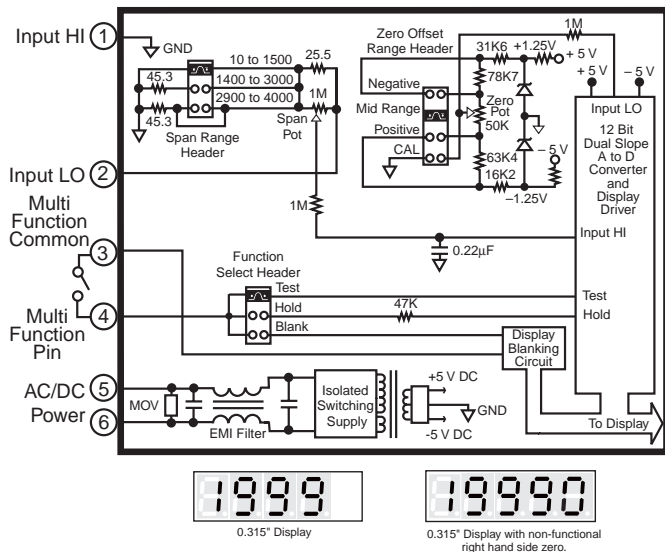 Input HI 1
GND
10 to 1500
25.5
45.3
1400 to 3000
2900 to 4000
1M
45.3
Span Range
Header
Span
Pot
Input LO 2
1M
0.22µF
Zero Offset
Range Header
Negative
Mid Range
Positive
CAL
31K6
+1.25V
+ 5 V
78K7
Zero
Pot
50K
63K4
16K2
–1.25V
– 5 V
1M
+ 5 V
– 5 V
Input LO
12 Bit
Dual Slope
A to D
Converter
and
Display
Driver
Input HI
Test
Hold
Multi
Function
Common
3
Multi
Function
Pin
4
Function
Select Header
Test
Hold
Blank
47K
Display
Blanking
Circuit
To Display
AC/DC
Power
5
6
MOV
EMI Filter
Isolated
Switching
Supply
+5 V DC
GND
-5 V DC
1999
0.315" Display
19990
0.315" Display with non-functional
right hand side zero.